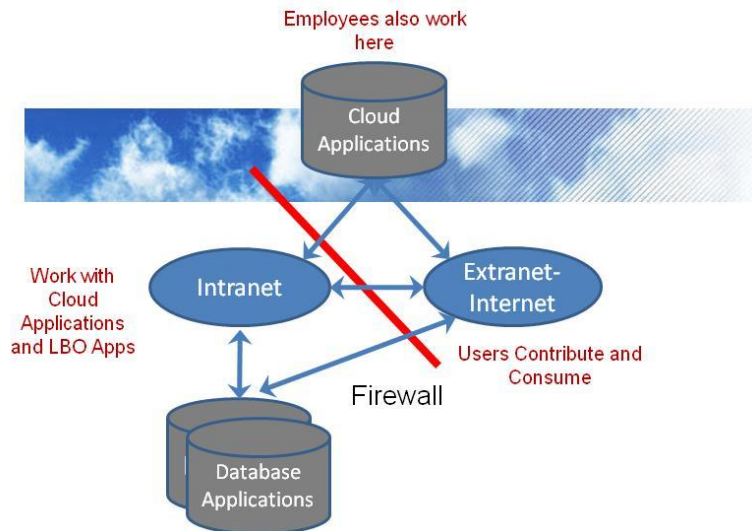 Employees also work
here
Cloud
Applications
Intranet
Extranet-
Internet
Work with
Cloud
Applications
and LBO Apps
Users Contribute and
Consume
Firewall
Database
Applications